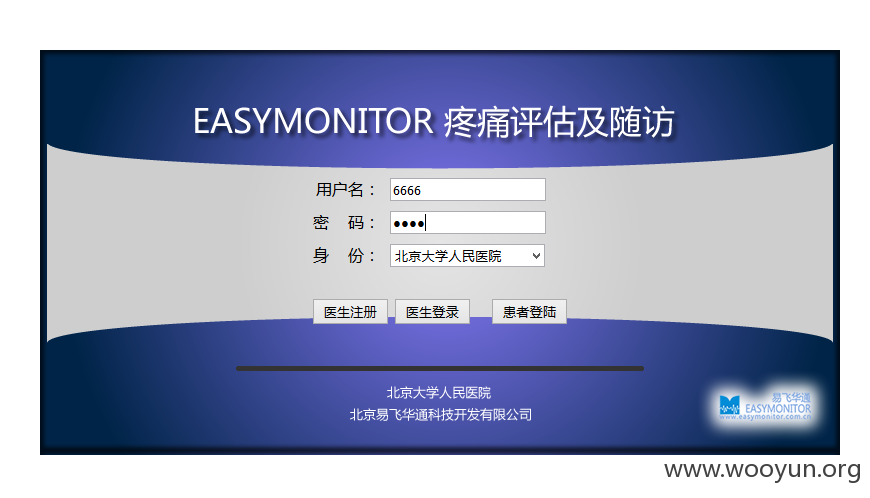 EASYMONITOR 疼痛评估及随访
用户名： 6666
密 码： ●●●●
身 份： 北京大学人民医院
医生注册 医生登录 患者登陆
北京大学人民医院
北京易飞华通科技开发有限公司
易飞华通
EASYMONITOR
www.easymonitor.com.cn
www.wooyun.org